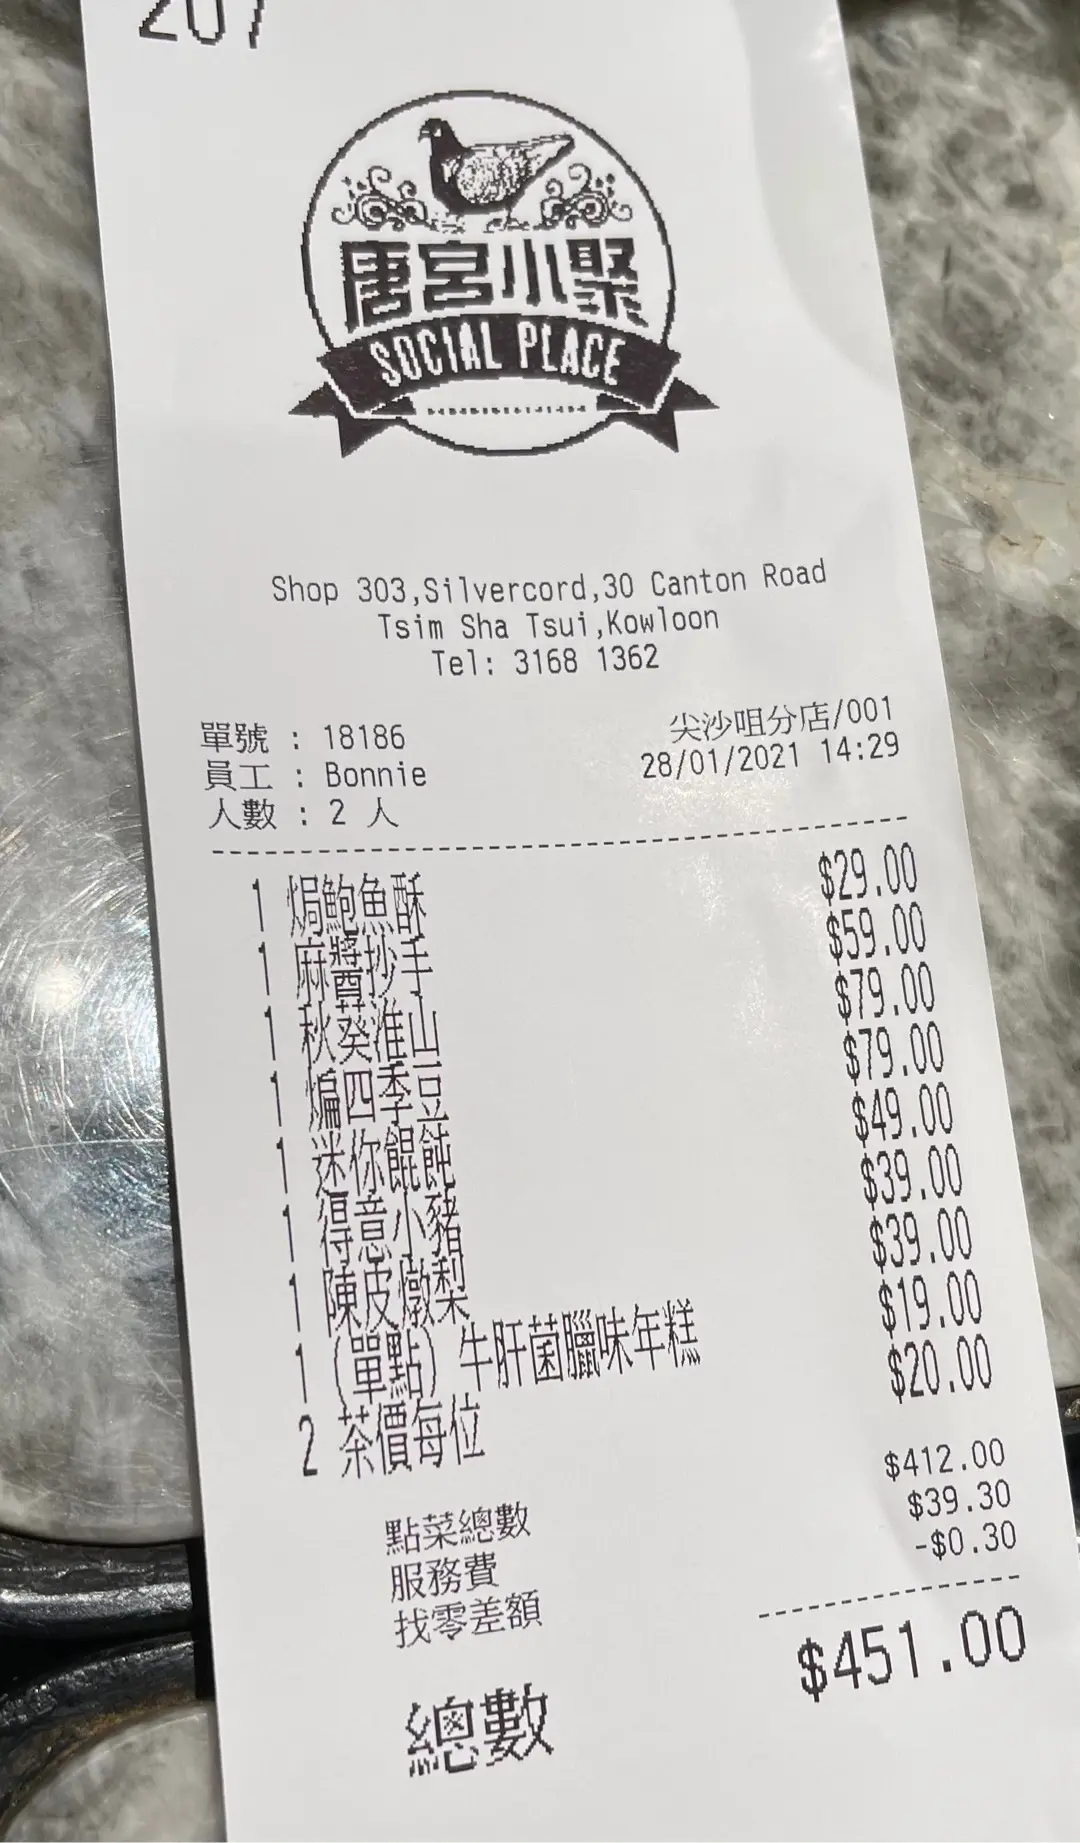 207
唐宮小聚
SOCIAL PLACE
Shop 303,Silvercord,30 Canton Road
Tsim Sha Tsui,Kowloon
Tel: 3168 1362
單號 : 18186 尖沙咀分店/001
員工 : Bonnie 28/01/2021 14:29
人數 : 2 人
1 焗鮑魚酥 $29.00
1 麻醬抄手 $59.00
1 秋葵淮山 $79.00
1 煸四季豆 $79.00
1 迷你餛飩 $49.00
1 得意小豬 $39.00
1 陳皮燉梨 $39.00
1 (單點) 牛肝菌臘味年糕 $19.00
2 茶價每位 $20.00
點菜總數 $412.00
服務費 $39.30
找零差額 -$0.30
總數 $451.00